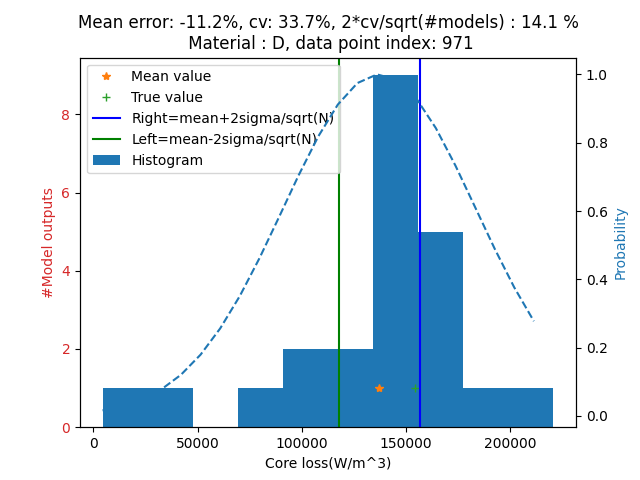 Mean error: -11.2%, cv: 33.7%, 2*cv/sqrt(#models) : 14.1 %
Material : D, data point index: 971
Mean value
True value
Right=mean+2sigma/sqrt(N)
Left=mean-2sigma/sqrt(N)
Histogram
8
6
4
2
0
#Model outputs
1.0
0.8
0.6
0.4
0.2
0.0
Probability
0
50000
100000
150000
200000
Core loss(W/m^3)